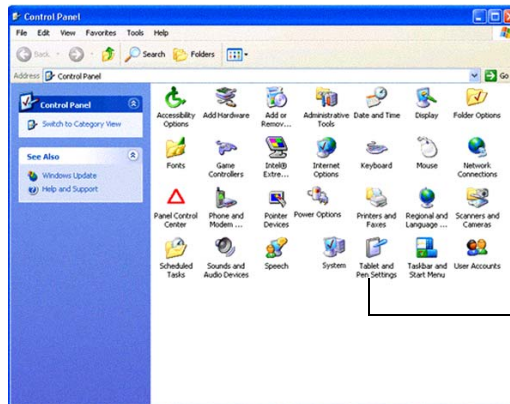 Control Panel
File Edit View Favorites Tools Help
Back Search Folders
Address Control Panel Go
Control Panel
Switch to Category View
See Also
Windows Update
Help and Support
Accessibility Options
Add Hardware
Add or Remov...
Administrative Tools
Date and Time
Display
Folder Options
Fonts
Game Controllers
Intel® Extre...
Internet Options
Keyboard
Mouse
Network Connections
Panel Control Center
Phone and Modem ...
Pointer Devices
Power Options
Printers and Faxes
Regional and Language ...
Scanners and Cameras
Scheduled Tasks
Sounds and Audio Devices
Speech
System
Tablet and Pen Settings
Taskbar and Start Menu
User Accounts